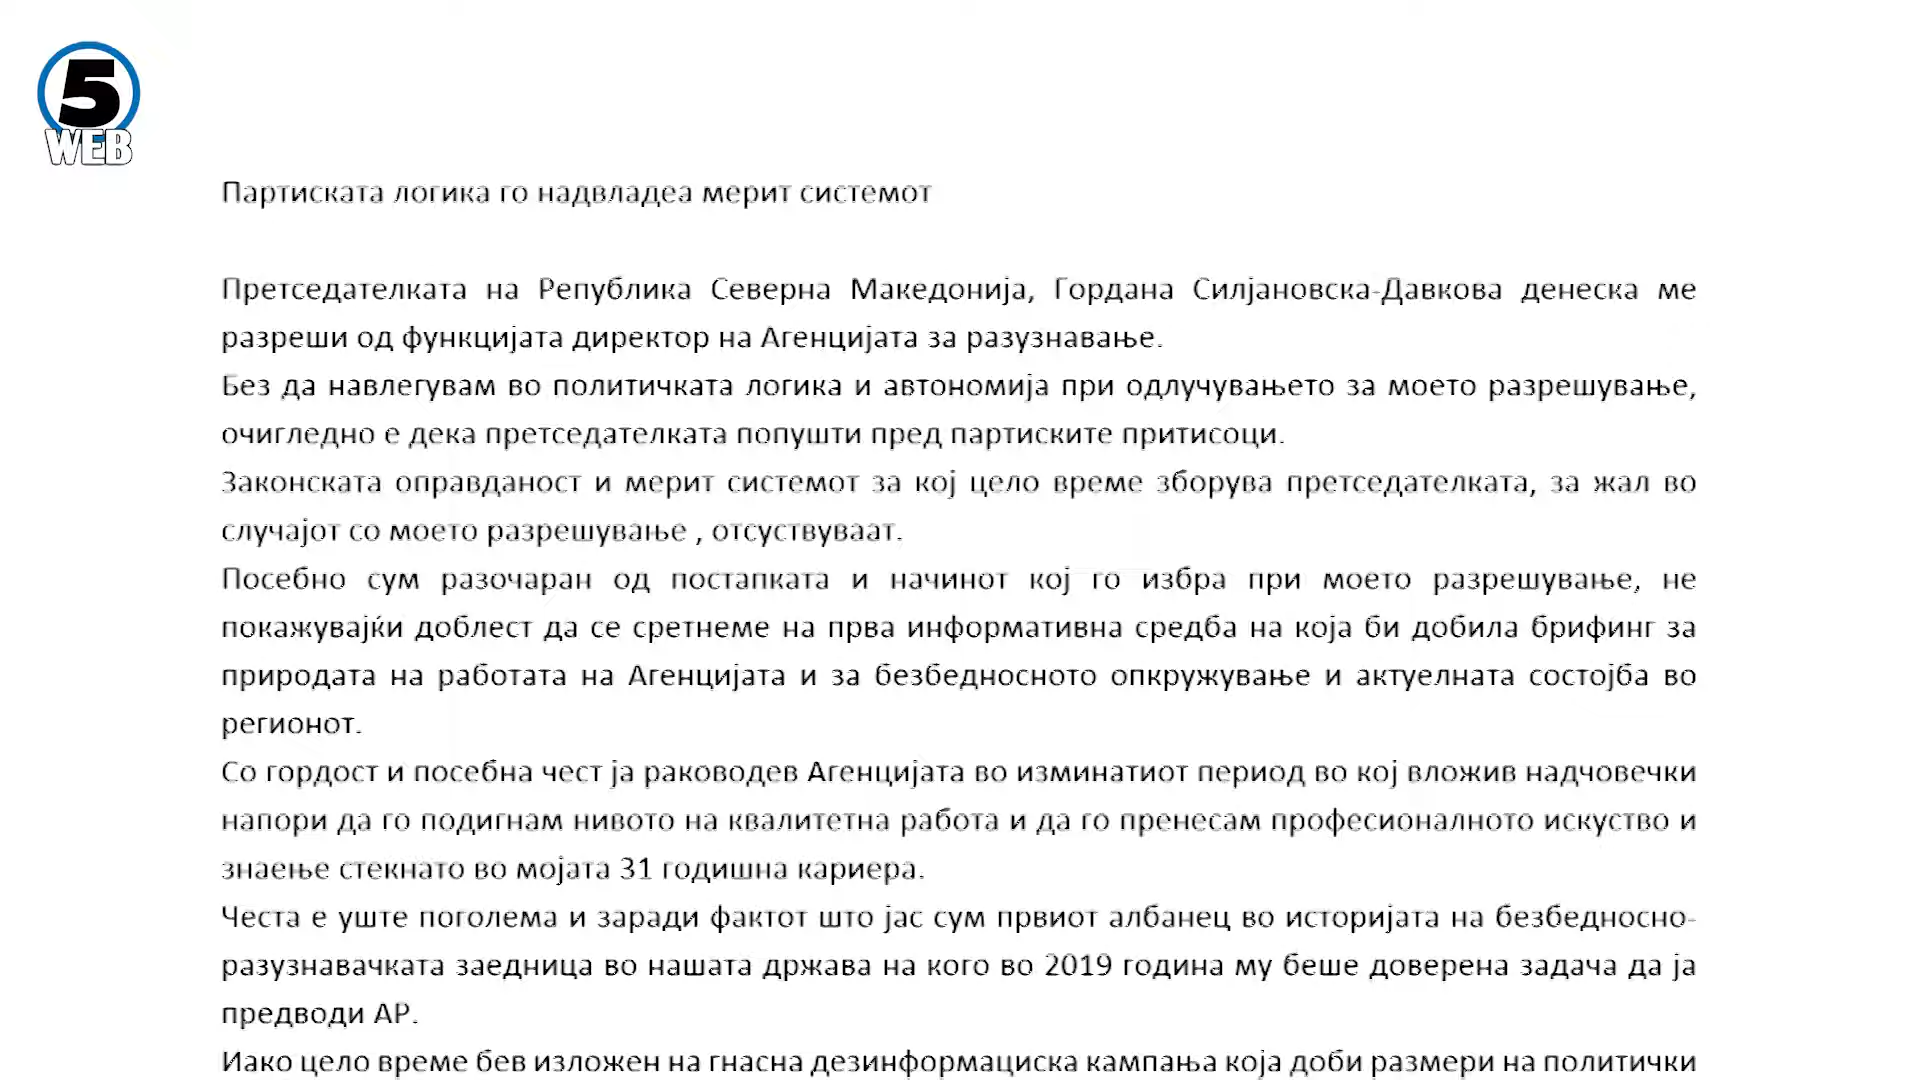 5
WEB
Партиската логика го надвладеа мерит системот
Претседателката на Република Северна Македонија, Гордана Силјановска-Давкова денеска ме
разреши од функцијата директор на Агенцијата за разузнавање.
Без да навлегувам во политичката логика и автономија при одлучувањето за моето разрешување,
очигледно е дека претседателката попушти пред партиските притисоци.
Законската оправданост и мерит системот за кој цело време зборува претседателката, за жал во
случајот со моето разрешување , отсуствуваат.
Посебно сум разочаран од постапката и начинот кој го избра при моето разрешување, не
покажувајќи доблест да се сретнеме на прва информативна средба на која би добила брифинг за
природата на работата на Агенцијата и за безбедносното опкружување и актуелната состојба во
регионот.
Со гордост и посебна чест ја раководев Агенцијата во изминатиот период во кој вложив надчовечки
напори да го подигнам нивото на квалитетна работа и да го пренесам професионалното искуство и
знаење стекнато во мојата 31 годишна кариера.
Честа е уште поголема и заради фактот што јас сум првиот албанец во историјата на безбедносно-
разузнавачката заедница во нашата држава на кого во 2019 година му беше доверена задача да ја
предводи АР.
Иако цело време бев изложен на гнасна дезинформациска кампања која доби размери на политички